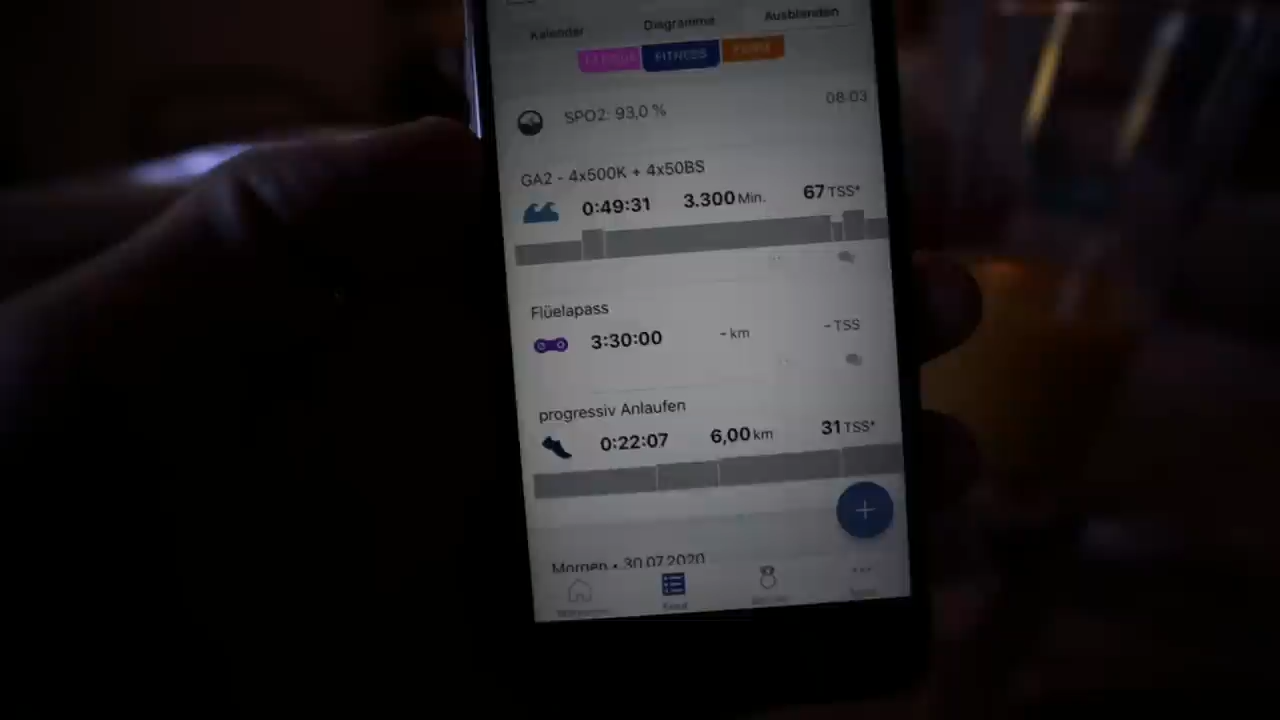 Kalender Diagramme Ausblenden
FATIGUE FITNESS FORM
SPO2: 93,0 % 08:03
GA2 - 4x500K + 4x50BS
0:49:31 3.300 Min. 67 TSS*
Flüelapass
3:30:00 - km - TSS
progressiv Anlaufen
0:22:07 6,00 km 31 TSS*
Morgen • 30.07.2020